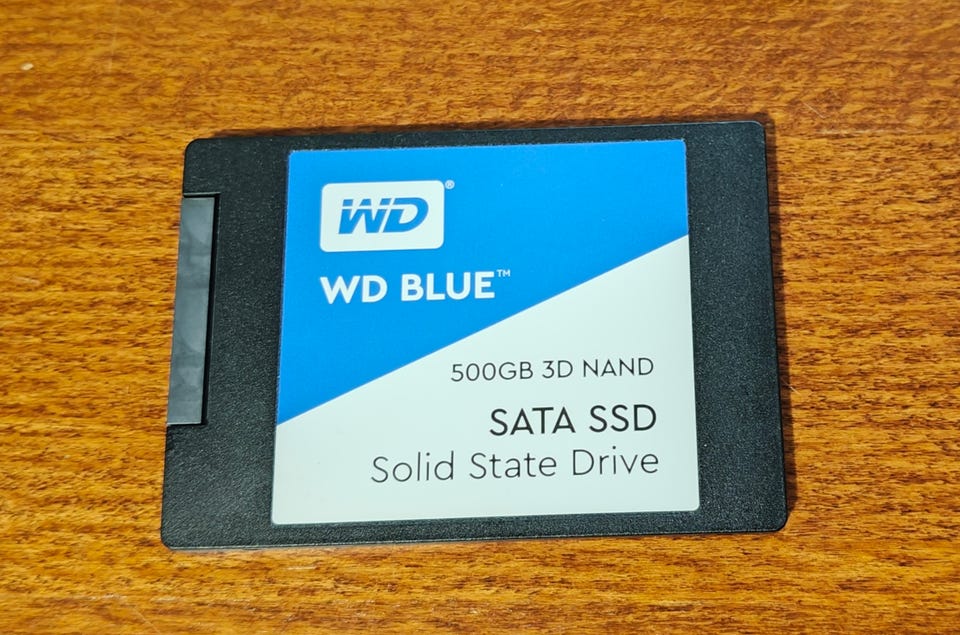 WD®
WD BLUE™
500GB 3D NAND
SATA SSD
Solid State Drive